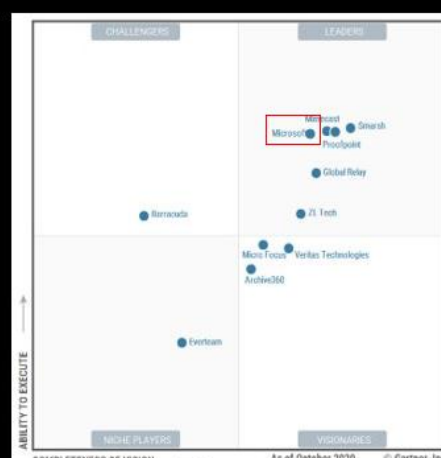 CHALLENGERS
LEADERS
Mimecast
Microsoft
Smarsh
Proofpoint
Global Relay
Barracuda
ZL Tech
Micro Focus
Veritas Technologies
Archive360
Everteam
ABILITY TO EXECUTE
NICHE PLAYERS
VISIONARIES
As of October 2020